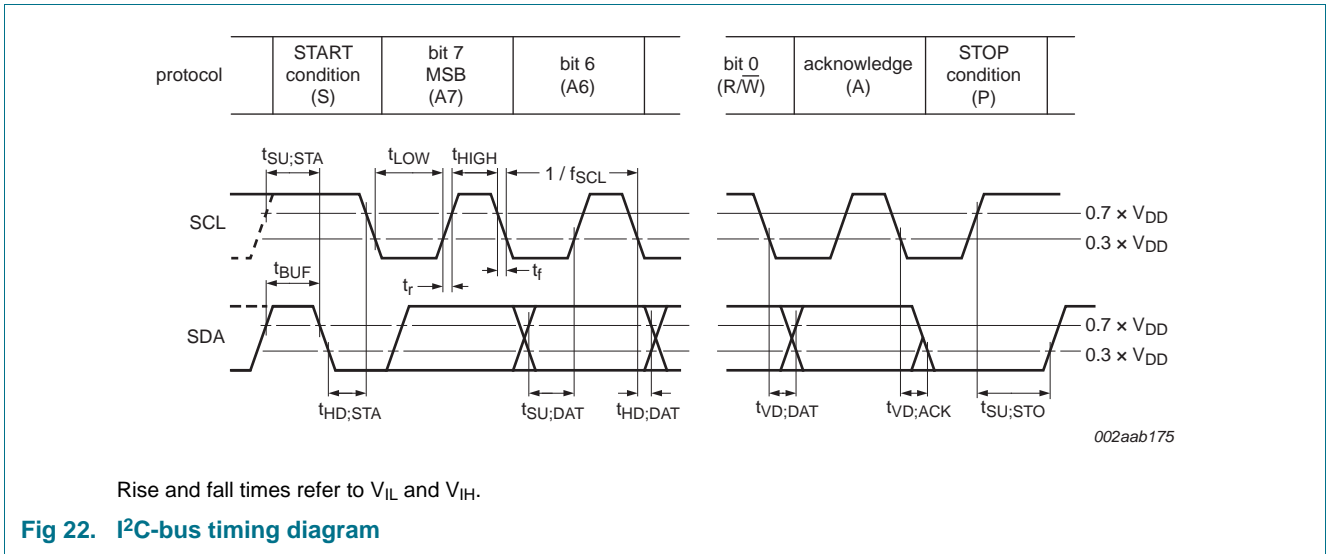 protocol
START
condition
(S)
bit 7
MSB
(A7)
bit 6
(A6)
bit 0
(R/W̅)
acknowledge
(A)
STOP
condition
(P)
tSU;STA
tLOW
tHIGH
1 / fSCL
SCL
0.7 × VDD
0.3 × VDD
tBUF
tr
tf
SDA
0.7 × VDD
0.3 × VDD
tHD;STA
tSU;DAT
tHD;DAT
tVD;DAT
tVD;ACK
tSU;STO
002aab175
Rise and fall times refer to VIL and VIH.
Fig 22. I²C-bus timing diagram